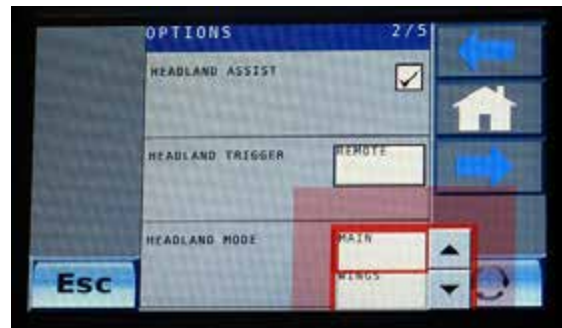 OPTIONS 2/5
HEADLAND ASSIST
HEADLAND TRIGGER REMOTE
HEADLAND MODE MAIN
WINGS
Esc